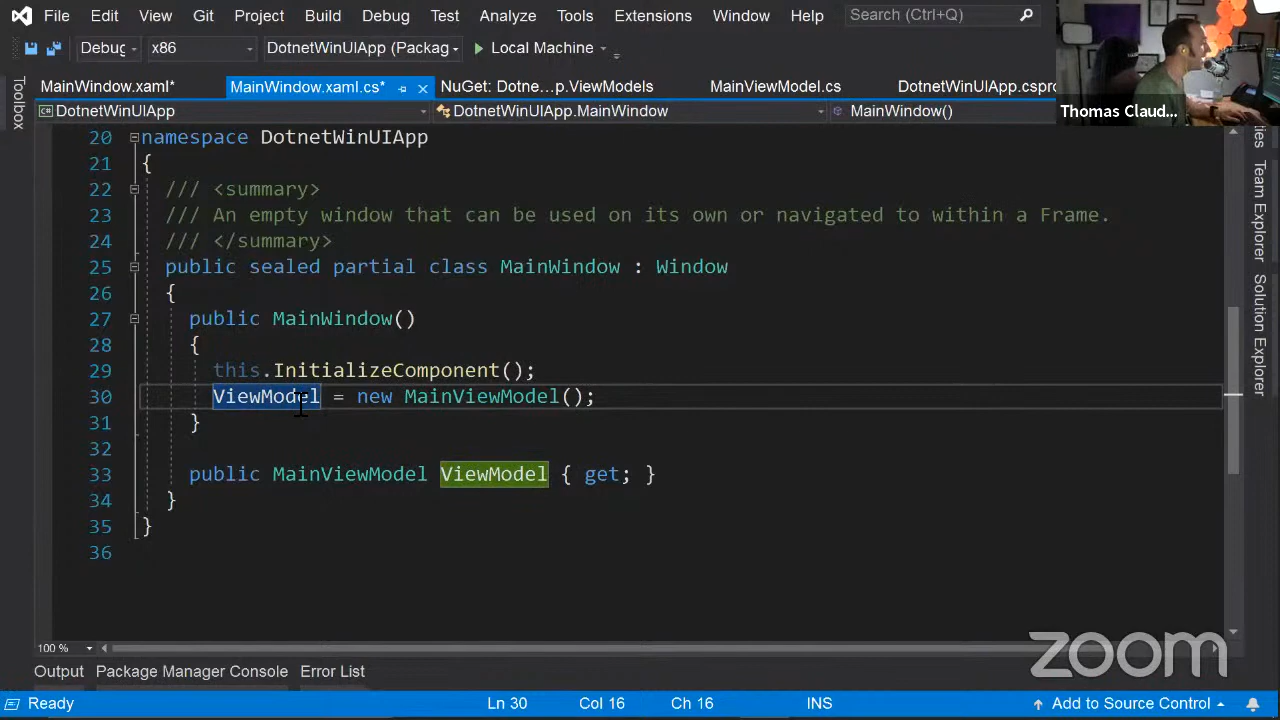 File Edit View Git Project Build Debug Test Analyze Tools Extensions Window Help Search (Ctrl+Q)
Debug x86 DotnetWinUIApp (Packag Local Machine
MainWindow.xaml* MainWindow.xaml.cs* NuGet: Dotne...p.ViewModels MainViewModel.cs DotnetWinUIApp.cspro
Thomas Claud...
DotnetWinUIApp DotnetWinUIApp.MainWindow MainWindow()
Toolbox
20 namespace DotnetWinUIApp
21 {
22 /// <summary>
23 /// An empty window that can be used on its own or navigated to within a Frame.
24 /// </summary>
25 public sealed partial class MainWindow : Window
26 {
27 public MainWindow()
28 {
29 this.InitializeComponent();
30 ViewModel = new MainViewModel();
31 }
32
33 public MainViewModel ViewModel { get; }
34 }
35 }
36
Team Explorer
Solution Explorer
100 %
zoom
Output Package Manager Console Error List
Ready Ln 30 Col 16 Ch 16 INS Add to Source Control